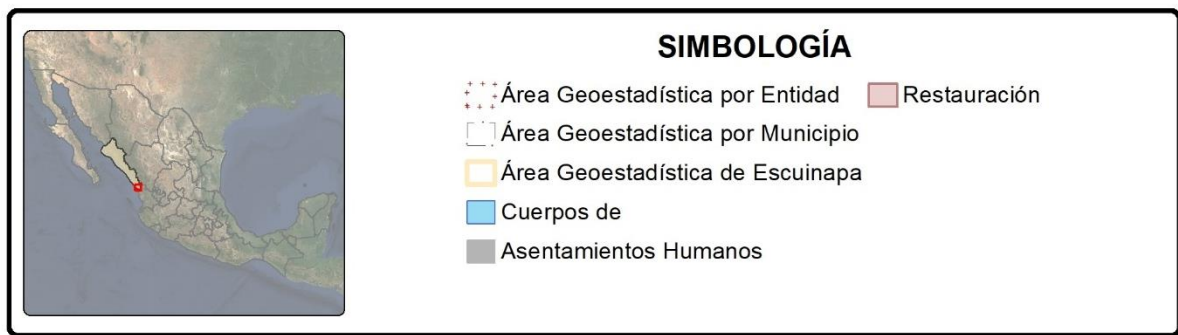 SIMBOLOGÍA
Área Geoestadística por Entidad
Restauración
Área Geoestadística por Municipio
Área Geoestadística de Escuinapa
Cuerpos de
Asentamientos Humanos